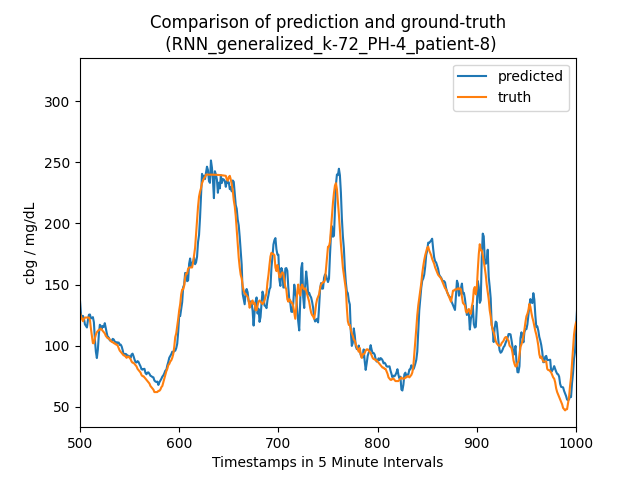 Comparison of prediction and ground-truth
(RNN_generalized_k-72_PH-4_patient-8)
predicted
truth
300
250
200
150
100
50
cbg / mg/dL
500 600 700 800 900 1000
Timestamps in 5 Minute Intervals